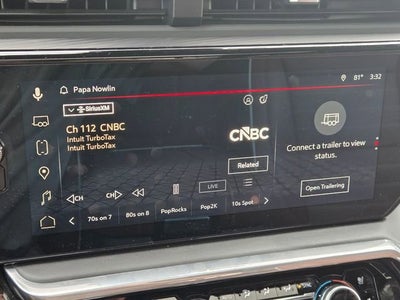 Papa Nowlin
81°
3:32
SiriusXM
Ch 112 CNBC
Intuit TurboTax
Intuit TurboTax
CNBC
Related
Connect a trailer to view
status.
Open Trailering
CH
CH
LIVE
70s on 7
80s on 8
PopRocks
Pop2K
10s Spot